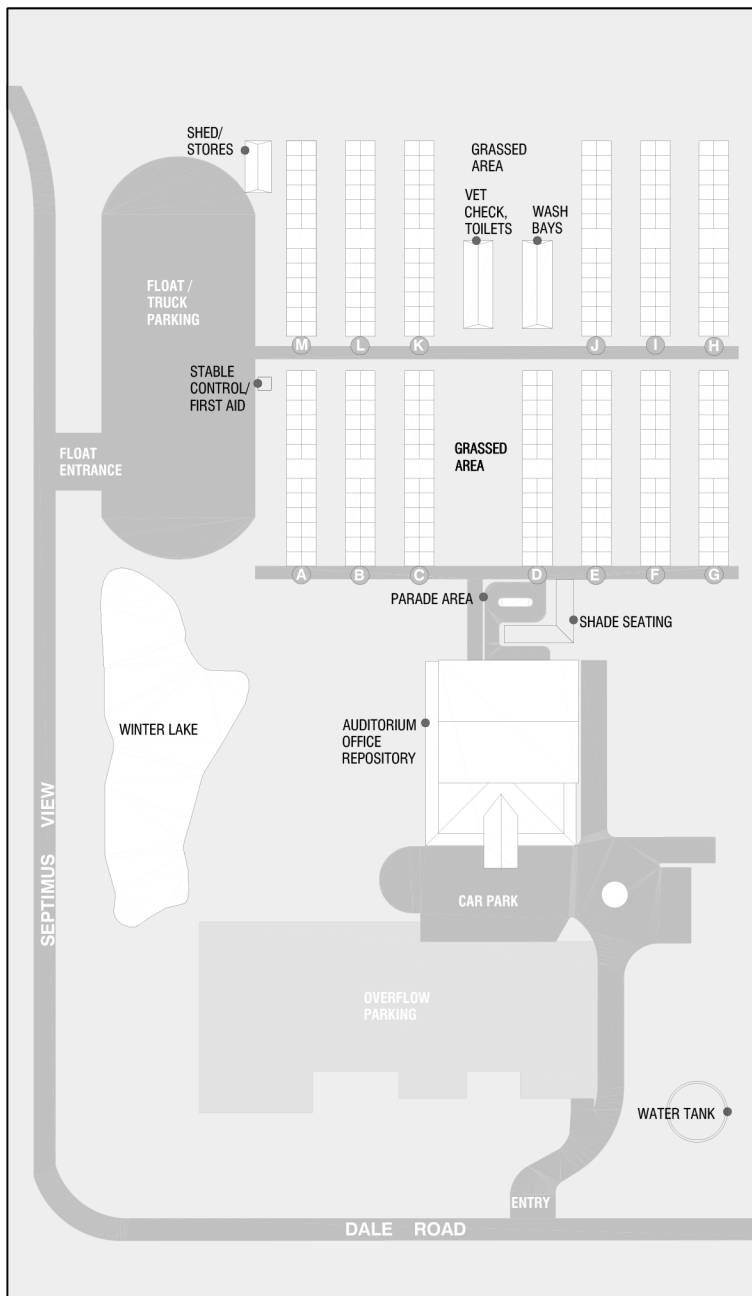 SHED/
STORES
GRASSED
AREA
VET
CHECK,
TOILETS
WASH
BAYS
FLOAT /
TRUCK
PARKING
M
L
K
J
I
H
STABLE
CONTROL/
FIRST AID
FLOAT
ENTRANCE
GRASSED
AREA
A
B
C
D
E
F
G
PARADE AREA
SHADE SEATING
WINTER LAKE
AUDITORIUM
OFFICE
REPOSITORY
SEPTIMUS VIEW
CAR PARK
OVERFLOW
PARKING
WATER TANK
ENTRY
DALE ROAD